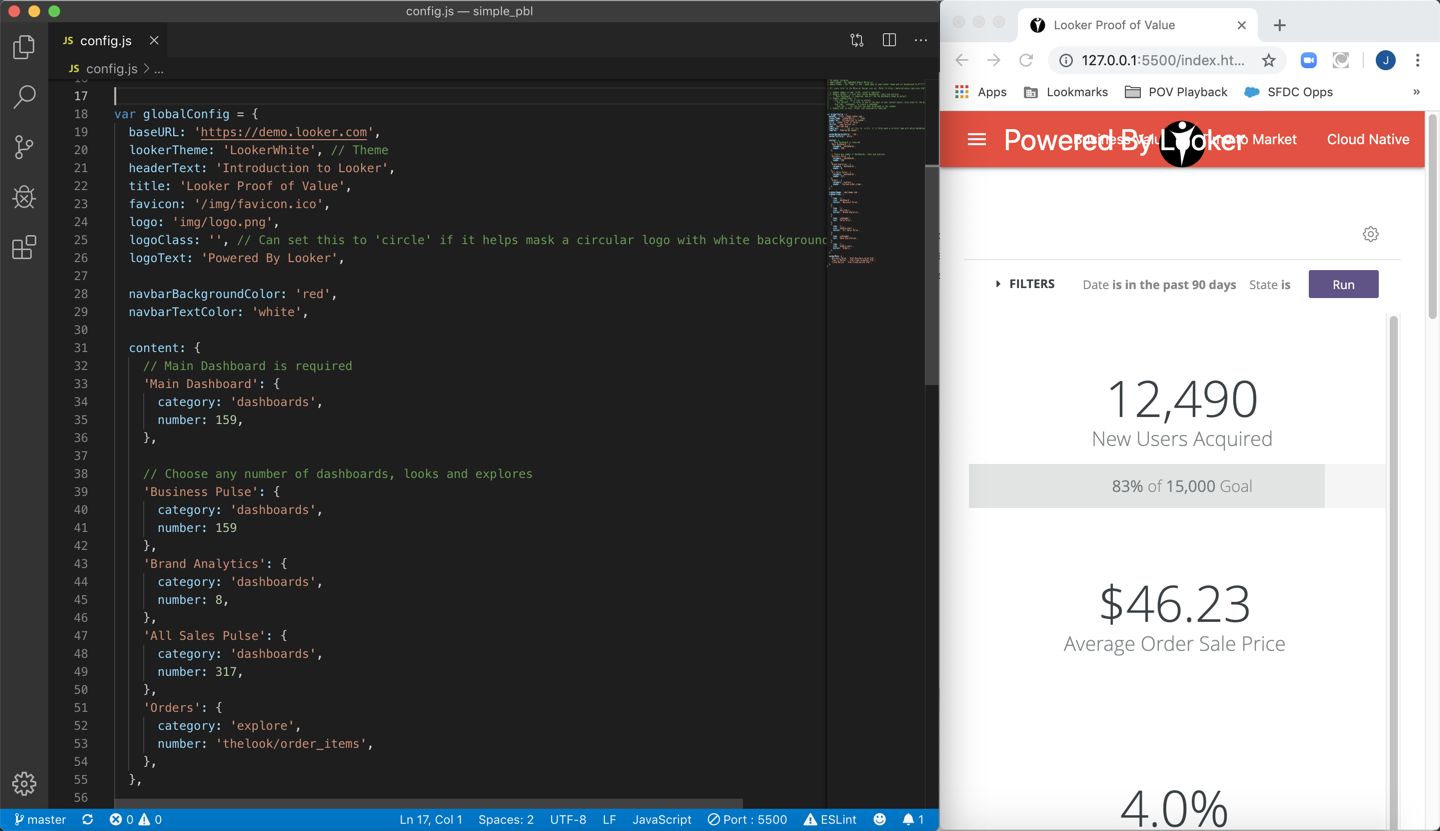 config.js — simple_pbl
JS config.js
JS config.js > ...
16
17
18 var globalConfig = {
19 baseURL: 'https://demo.looker.com',
20 lookerTheme: 'LookerWhite', // Theme
21 headerText: 'Introduction to Looker',
22 title: 'Looker Proof of Value',
23 favicon: '/img/favicon.ico',
24 logo: 'img/logo.png',
25 logoClass: '', // Can set this to 'circle' if it helps mask a circular logo with white background
26 logoText: 'Powered By Looker',
27
28 navbarBackgroundColor: 'red',
29 navbarTextColor: 'white',
30
31 content: {
32 // Main Dashboard is required
33 'Main Dashboard': {
34 category: 'dashboards',
35 number: 159,
36 },
37
38 // Choose any number of dashboards, looks and explores
39 'Business Pulse': {
40 category: 'dashboards',
41 number: 159
42 },
43 'Brand Analytics': {
44 category: 'dashboards',
45 number: 8,
46 },
47 'All Sales Pulse': {
48 category: 'dashboards',
49 number: 317,
50 },
51 'Orders': {
52 category: 'explore',
53 number: 'thelook/order_items',
54 },
55 },
56
master 0 0 Ln 17, Col 1 Spaces: 2 UTF-8 LF JavaScript Port : 5500 ESLint 1
Looker Proof of Value
127.0.0.1:5500/index.ht... J
Apps Lookmarks POV Playback SFDC Opps »
Powered By Looker
Business Market Cloud Native
FILTERS Date is in the past 90 days State is Run
12,490
New Users Acquired
83% of 15,000 Goal
$46.23
Average Order Sale Price
4.0%